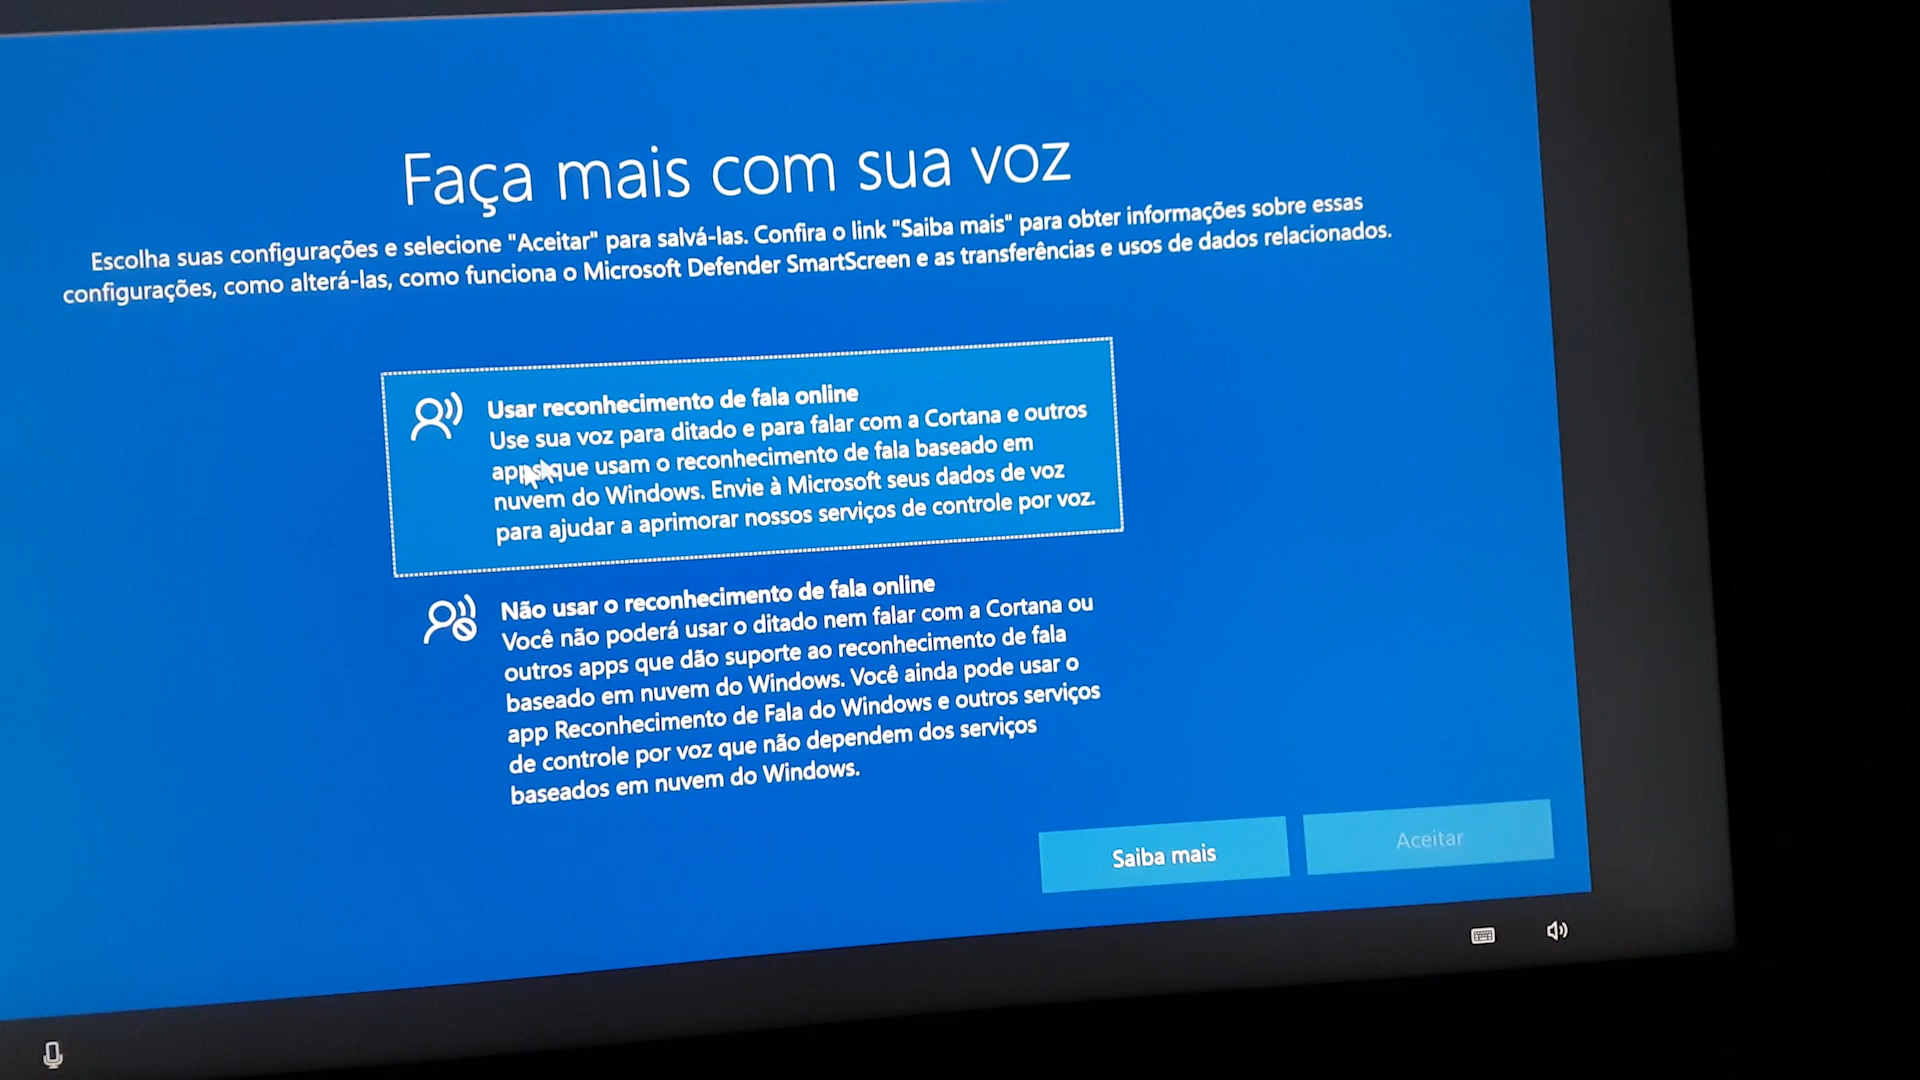 Faça mais com sua voz
Escolha suas configurações e selecione "Aceitar" para salvá-las. Confira o link "Saiba mais" para obter informações sobre essas
configurações, como alterá-las, como funciona o Microsoft Defender SmartScreen e as transferências e usos de dados relacionados.
Usar reconhecimento de fala online
Use sua voz para ditado e para falar com a Cortana e outros
apps que usam o reconhecimento de fala baseado em
nuvem do Windows. Envie à Microsoft seus dados de voz
para ajudar a aprimorar nossos serviços de controle por voz.
Não usar o reconhecimento de fala online
Você não poderá usar o ditado nem falar com a Cortana ou
outros apps que dão suporte ao reconhecimento de fala
baseado em nuvem do Windows. Você ainda pode usar o
app Reconhecimento de Fala do Windows e outros serviços
de controle por voz que não dependem dos serviços
baseados em nuvem do Windows.
Saiba mais
Aceitar